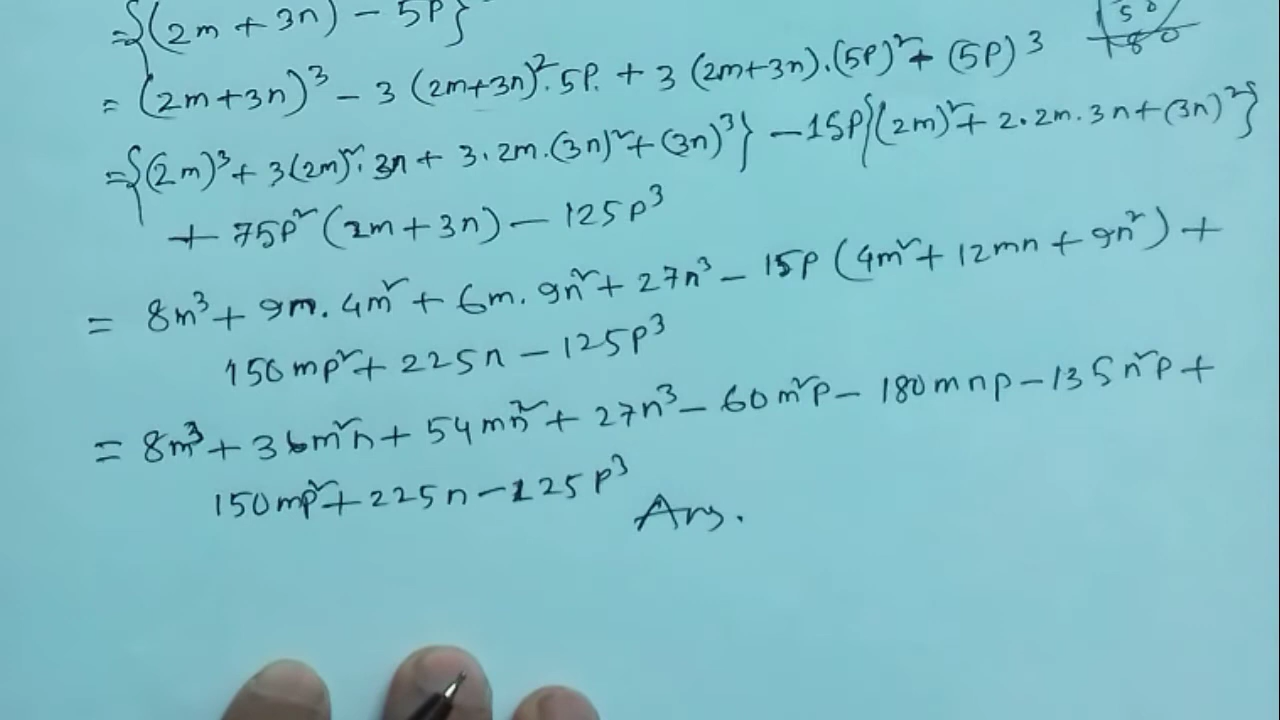 ={(2m + 3n) - 5p}
= (2m+3n)³ - 3 (2m+3n)². 5p. + 3 (2m+3n).(5p)² + (5p)³
={(2m)³ + 3(2m)². 3n + 3. 2m. (3n)² + (3n)³} - 15p{(2m)² + 2.2m. 3n + (3n)²}
+ 75p² (2m + 3n) - 125p³
= 8m³ + 9m. 4m² + 6m. 9n² + 27n³ - 15p (4m² + 12mn + 9n²) +
150mp² + 225n - 125p³
= 8m³ + 36m²n + 54mn² + 27n³ - 60m²p - 180mnp - 135n²p +
150mp² + 225n - 125p³
Ans.